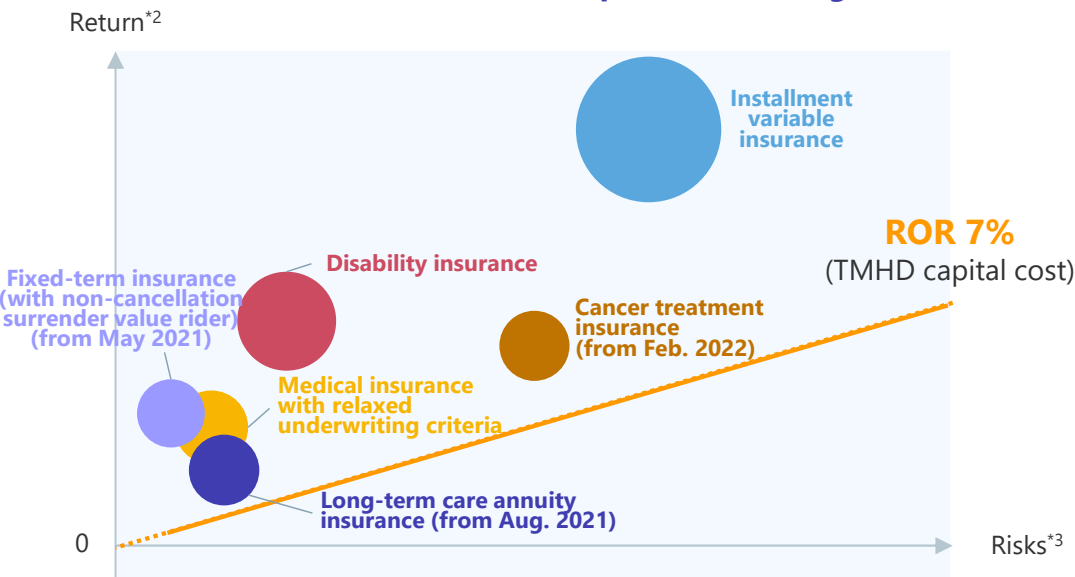 Return*2
Installment
variable
insurance
ROR 7%
(TMHD capital cost)
Disability insurance
Fixed-term insurance
(with non-cancellation
surrender value rider)
(from May 2021)
Cancer treatment
insurance
(from Feb. 2022)
Medical insurance
with relaxed
underwriting criteria
Long-term care annuity
insurance (from Aug. 2021)
0
Risks*3